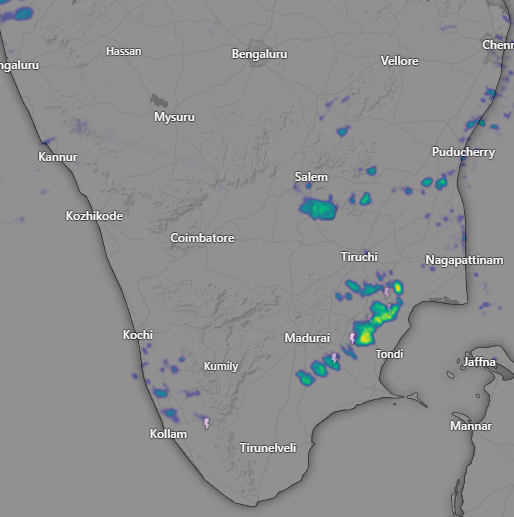 Hassan
Bengaluru
Chenn
ngaluru
Vellore
Mysuru
Kannur
Puducherry
Salem
Kozhikode
Coimbatore
Tiruchi
Nagapattinam
Kochi
Madurai
Kumily
Tondi
Jaffna
Kollam
Mannar
Tirunelveli